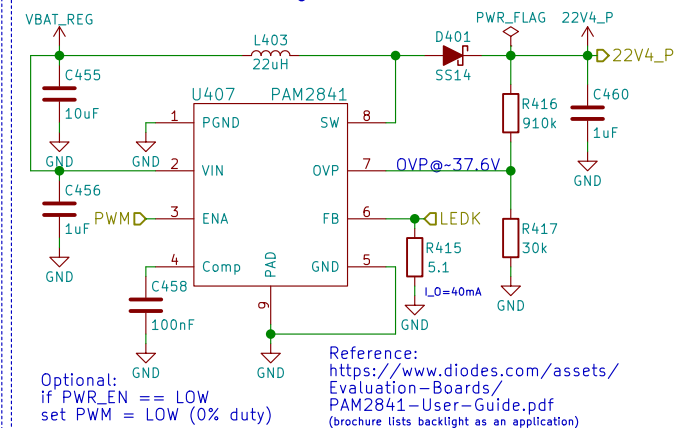 VBAT_REG
PWR_FLAG
22V4_P
L403
22uH
D401
SS14
22V4_P
C455
10uF
GND
U407
PAM2841
R416
910k
C460
1uF
GND
1
PGND
SW
8
GND
2
VIN
OVP
7
OVP@~37.6V
C456
1uF
GND
PWM
3
ENA
FB
6
LEDK
R417
30k
GND
R415
5.1
I_O=40mA
GND
4
Comp
PAD
GND
5
9
C458
100nF
GND
GND
Optional:
if PWR_EN == LOW
set PWM = LOW (0% duty)
Reference:
https://www.diodes.com/assets/
Evaluation-Boards/
PAM2841-User-Guide.pdf
(brochure lists backlight as an application)